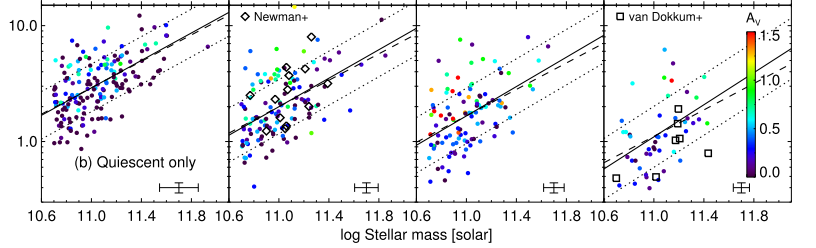 10.0
1.0
(b) Quiescent only
Newman+
van Dokkum+
A_V
1.5
1.0
0.5
0.0
10.6 11.0 11.4 11.8
10.6 11.0 11.4 11.8
10.6 11.0 11.4 11.8
10.6 11.0 11.4 11.8
log Stellar mass [solar]